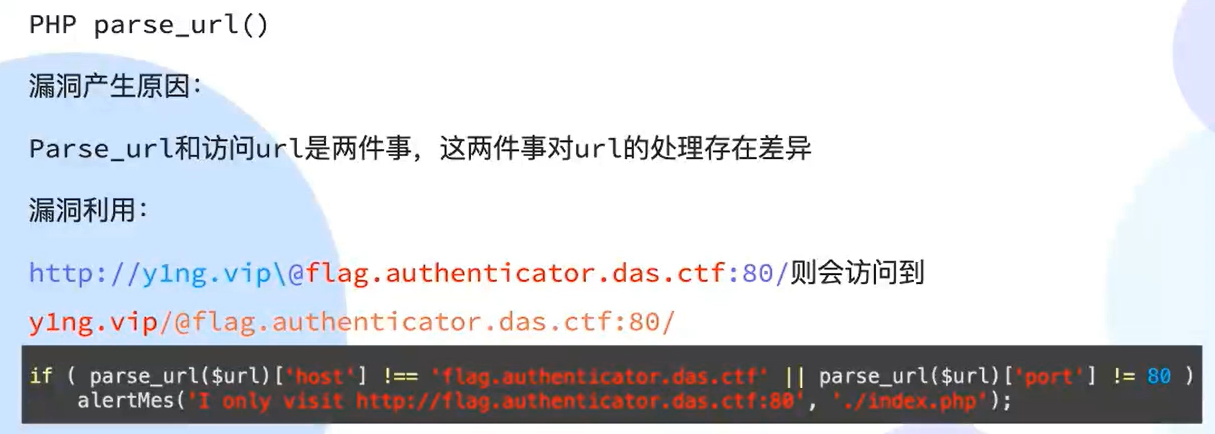 PHP parse_url()
漏洞产生原因：
Parse_url和访问url是两件事，这两件事对url的处理存在差异
漏洞利用：
http://y1ng.vip\@flag.authenticator.das.ctf:80/则会访问到
y1ng.vip/@flag.authenticator.das.ctf:80/
if ( parse_url($url)['host'] !== 'flag.authenticator.das.ctf' || parse_url($url)['port'] != 80 )
alertMes('I only visit http://flag.authenticator.das.ctf:80', './index.php');